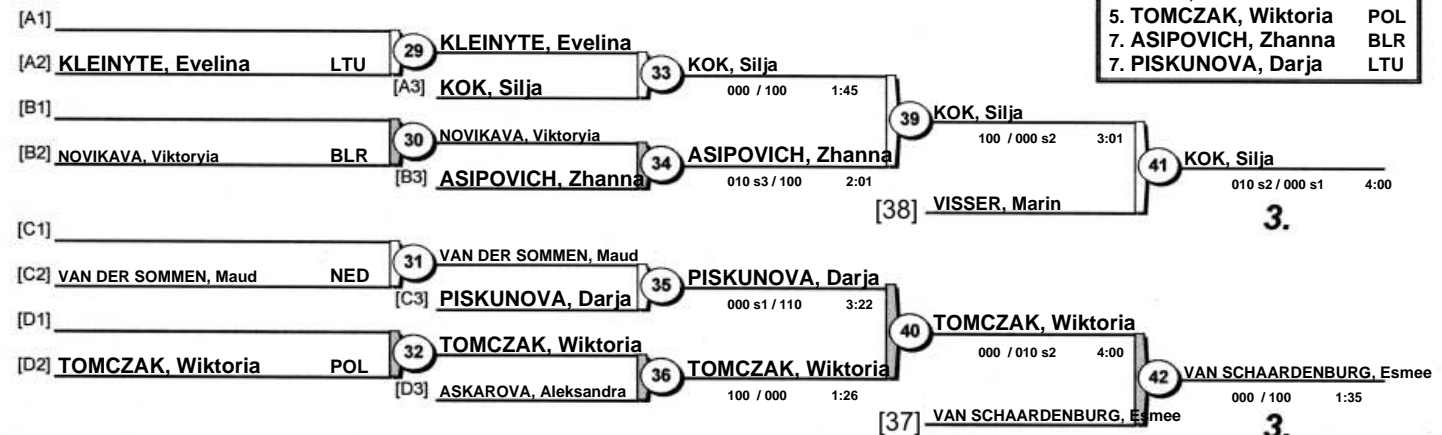 5. TOMCZAK, Wiktoria POL
7. ASIPOVICH, Zhanna BLR
7. PISKUNOVA, Darja LTU
[A1]
[A2] KLEINYTE, Evelina LTU
29 KLEINYTE, Evelina
[A3] KOK, Silja
33 KOK, Silja
000 / 100 1:45
[B1]
[B2] NOVIKAVA, Viktoryia BLR
30 NOVIKAVA, Viktoryia
[B3] ASIPOVICH, Zhanna
34 ASIPOVICH, Zhanna
010 s3 / 100 2:01
39 KOK, Silja
100 / 000 s2 3:01
[38] VISSER, Marin
41 KOK, Silja
010 s2 / 000 s1 4:00
3.
[C1]
[C2] VAN DER SOMMEN, Maud NED
31 VAN DER SOMMEN, Maud
[C3] PISKUNOVA, Darja
35 PISKUNOVA, Darja
000 s1 / 110 3:22
[D1]
[D2] TOMCZAK, Wiktoria POL
32 TOMCZAK, Wiktoria
[D3] ASKAROVA, Aleksandra
36 TOMCZAK, Wiktoria
100 / 000 1:26
40 TOMCZAK, Wiktoria
000 / 010 s2 4:00
[37] VAN SCHAARDENBURG, Esmee
42 VAN SCHAARDENBURG, Esmee
000 / 100 1:35
3.